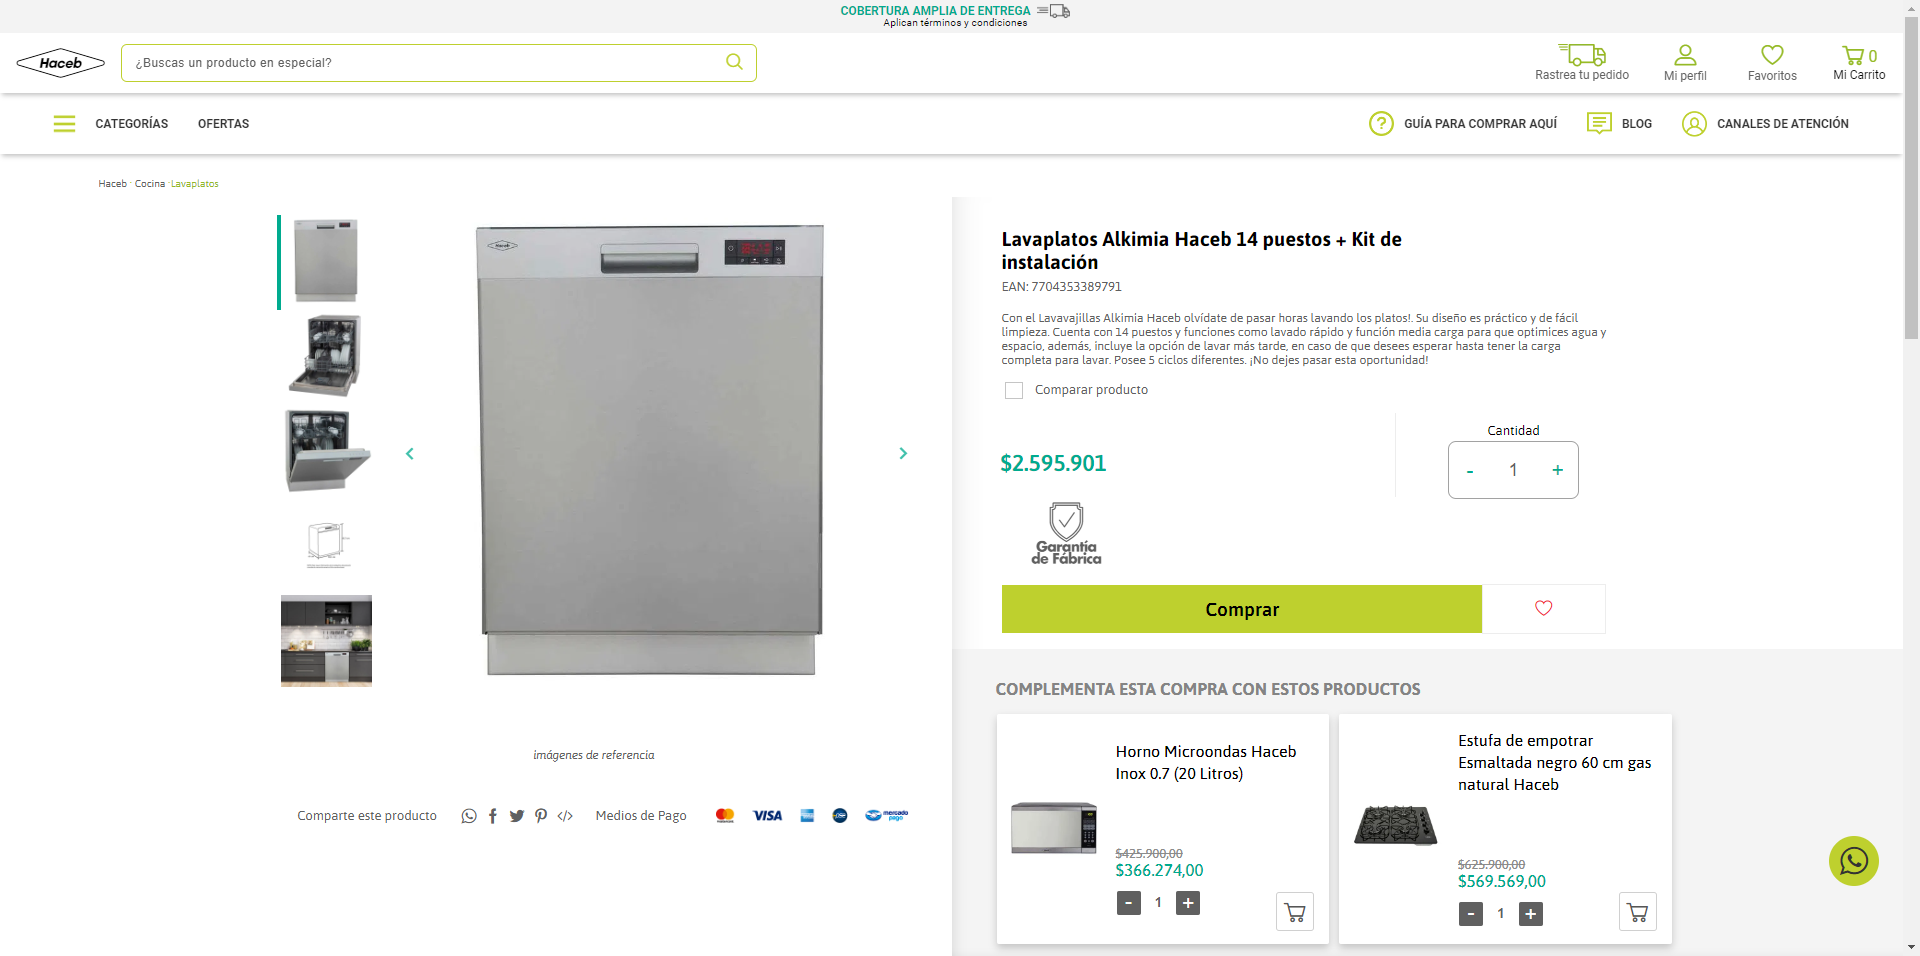 COBERTURA AMPLIA DE ENTREGA
Aplican términos y condiciones
Haceb
¿Buscas un producto en especial?
Rastrea tu pedido
Mi perfil
Favoritos
0
Mi Carrito
CATEGORÍAS
OFERTAS
GUÍA PARA COMPRAR AQUÍ
BLOG
CANALES DE ATENCIÓN
Haceb · Cocina · Lavaplatos
Haceb
Lavaplatos Alkimia Haceb 14 puestos + Kit de
instalación
EAN: 7704353389791
Con el Lavavajillas Alkimia Haceb olvídate de pasar horas lavando los platos!. Su diseño es práctico y de fácil
limpieza. Cuenta con 14 puestos y funciones como lavado rápido y función media carga para que optimices agua y
espacio, además, incluye la opción de lavar más tarde, en caso de que desees esperar hasta tener la carga
completa para lavar. Posee 5 ciclos diferentes. ¡No dejes pasar esta oportunidad!
Comparar producto
$2.595.901
Cantidad
- 1 +
Garantía
de Fábrica
Comprar
imágenes de referencia
Comparte este producto
Medios de Pago
VISA
mercado
pago
COMPLEMENTA ESTA COMPRA CON ESTOS PRODUCTOS
Horno Microondas Haceb
Inox 0.7 (20 Litros)
$425.900,00
$366.274,00
- 1 +
Estufa de empotrar
Esmaltada negro 60 cm gas
natural Haceb
$625.900,00
$569.569,00
- 1 +